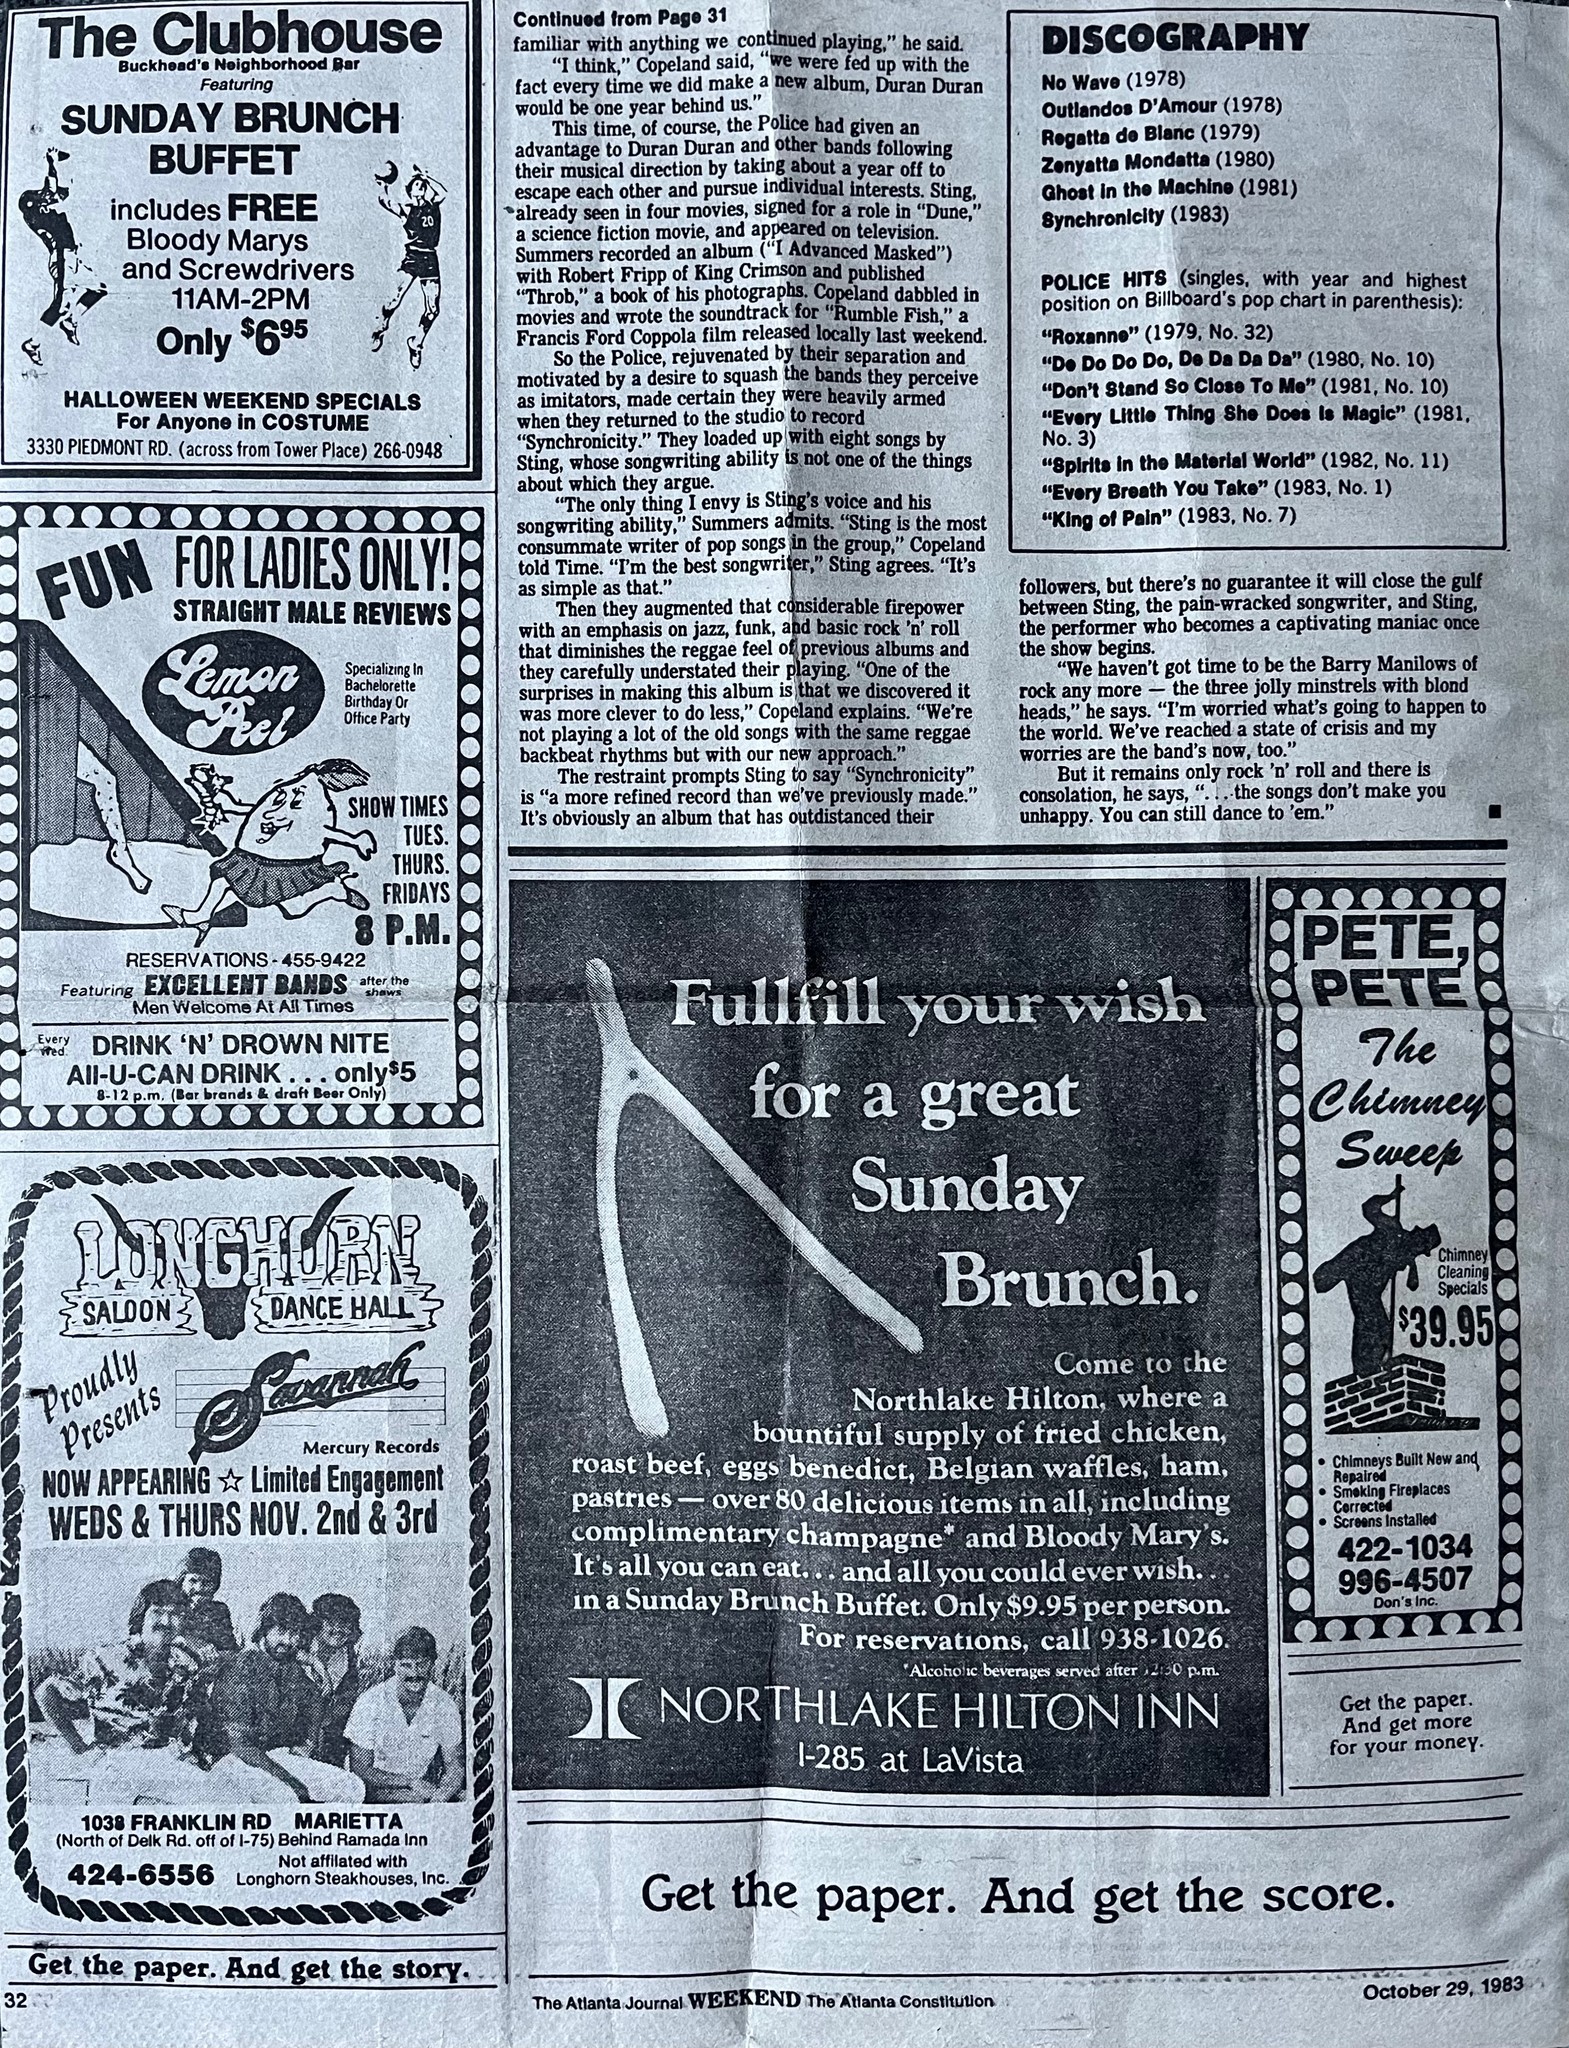 The Clubhouse
Buckhead's Neighborhood Bar
Featuring
SUNDAY BRUNCH
BUFFET
includes FREE
Bloody Marys
and Screwdrivers
11AM-2PM
Only $6.95
20
HALLOWEEN WEEKEND SPECIALS
For Anyone in COSTUME
3330 PIEDMONT RD. (across from Tower Place) 266-0948
FUN FOR LADIES ONLY!
STRAIGHT MALE REVIEWS
Lemon
Peel
Specializing In
Bachelorette
Birthday Or
Office Party
SHOW TIMES
TUES.
THURS.
FRIDAYS
8 P.M.
RESERVATIONS - 455-9422
Featuring EXCELLENT BANDS after the shows
Men Welcome At All Times
Every Wed. DRINK 'N' DROWN NITE
All-U-CAN DRINK . . . only $5
8-12 p.m. (Bar brands & draft Beer Only)
LONGHORN
SALOON DANCE HALL
Proudly
Presents
Savannah
Mercury Records
NOW APPEARING ☆ Limited Engagement
WEDS & THURS NOV. 2nd & 3rd
1038 FRANKLIN RD MARIETTA
(North of Delk Rd. off of I-75) Behind Ramada Inn
424-6556 Not affilated with
Longhorn Steakhouses, Inc.
Get the paper. And get the story.
Continued from Page 31
familiar with anything we continued playing," he said.
"I think," Copeland said, "we were fed up with the
fact every time we did make a new album, Duran Duran
would be one year behind us."
This time, of course, the Police had given an
advantage to Duran Duran and other bands following
their musical direction by taking about a year off to
escape each other and pursue individual interests. Sting,
already seen in four movies, signed for a role in "Dune,"
a science fiction movie, and appeared on television.
Summers recorded an album ("I Advanced Masked")
with Robert Fripp of King Crimson and published
"Throb," a book of his photographs. Copeland dabbled in
movies and wrote the soundtrack for "Rumble Fish," a
Francis Ford Coppola film released locally last weekend.
So the Police, rejuvenated by their separation and
motivated by a desire to squash the bands they perceive
as imitators, made certain they were heavily armed
when they returned to the studio to record
"Synchronicity." They loaded up with eight songs by
Sting, whose songwriting ability is not one of the things
about which they argue.
"The only thing I envy is Sting's voice and his
songwriting ability," Summers admits. "Sting is the most
consummate writer of pop songs in the group," Copeland
told Time. "I'm the best songwriter," Sting agrees. "It's
as simple as that."
Then they augmented that considerable firepower
with an emphasis on jazz, funk, and basic rock 'n' roll
that diminishes the reggae feel of previous albums and
they carefully understated their playing. "One of the
surprises in making this album is that we discovered it
was more clever to do less," Copeland explains. "We're
not playing a lot of the old songs with the same reggae
backbeat rhythms but with our new approach."
The restraint prompts Sting to say "Synchronicity"
is "a more refined record than we've previously made."
It's obviously an album that has outdistanced their
DISCOGRAPHY
No Wave (1978)
Outlandos D'Amour (1978)
Regatta de Blanc (1979)
Zenyatta Mondatta (1980)
Ghost in the Machine (1981)
Synchronicity (1983)
POLICE HITS (singles, with year and highest
position on Billboard's pop chart in parenthesis):
"Roxanne" (1979, No. 32)
"De Do Do Do, De Da Da Da" (1980, No. 10)
"Don't Stand So Close To Me" (1981, No. 10)
"Every Little Thing She Does Is Magic" (1981,
No. 3)
"Spirits in the Material World" (1982, No. 11)
"Every Breath You Take" (1983, No. 1)
"King of Pain" (1983, No. 7)
followers, but there's no guarantee it will close the gulf
between Sting, the pain-wracked songwriter, and Sting,
the performer who becomes a captivating maniac once
the show begins.
"We haven't got time to be the Barry Manilows of
rock any more — the three jolly minstrels with blond
heads," he says. "I'm worried what's going to happen to
the world. We've reached a state of crisis and my
worries are the band's now, too."
But it remains only rock 'n' roll and there is
consolation, he says, ". . . the songs don't make you
unhappy. You can still dance to 'em." ■
Fullfill your wish
for a great
Sunday
Brunch.
Come to the
Northlake Hilton, where a
bountiful supply of fried chicken,
roast beef, eggs benedict, Belgian waffles, ham,
pastries — over 80 delicious items in all, including
complimentary champagne* and Bloody Mary's.
It's all you can eat. . . and all you could ever wish. . .
in a Sunday Brunch Buffet. Only $9.95 per person.
For reservations, call 938-1026.
*Alcoholic beverages served after 12:30 p.m.
NORTHLAKE HILTON INN
I-285 at LaVista
PETE,
PETE
The
Chimney
Sweep
Chimney
Cleaning
Specials
$39.95
• Chimneys Built New and
Repaired
• Smoking Fireplaces
Corrected
• Screens Installed
422-1034
996-4507
Don's Inc.
Get the paper.
And get more
for your money.
Get the paper. And get the score.
32
The Atlanta Journal WEEKEND The Atlanta Constitution
October 29, 1983